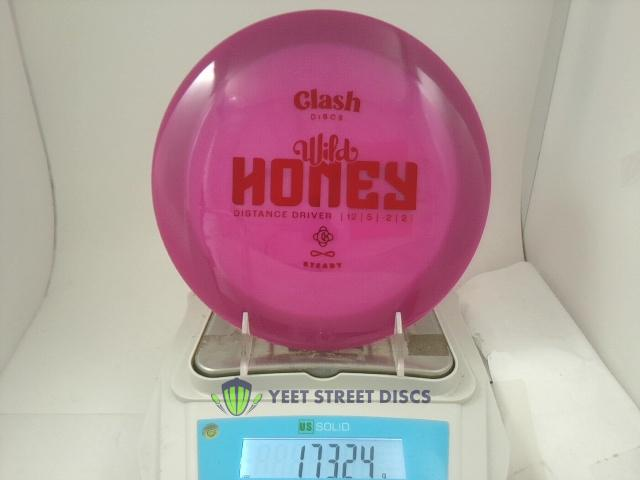 Clash
DISCS
Wild
HONEY
DISTANCE DRIVER | 12 | 5 | -2 | 2 |
STEADY
YEET STREET DISCS
US SOLID
173.24 g